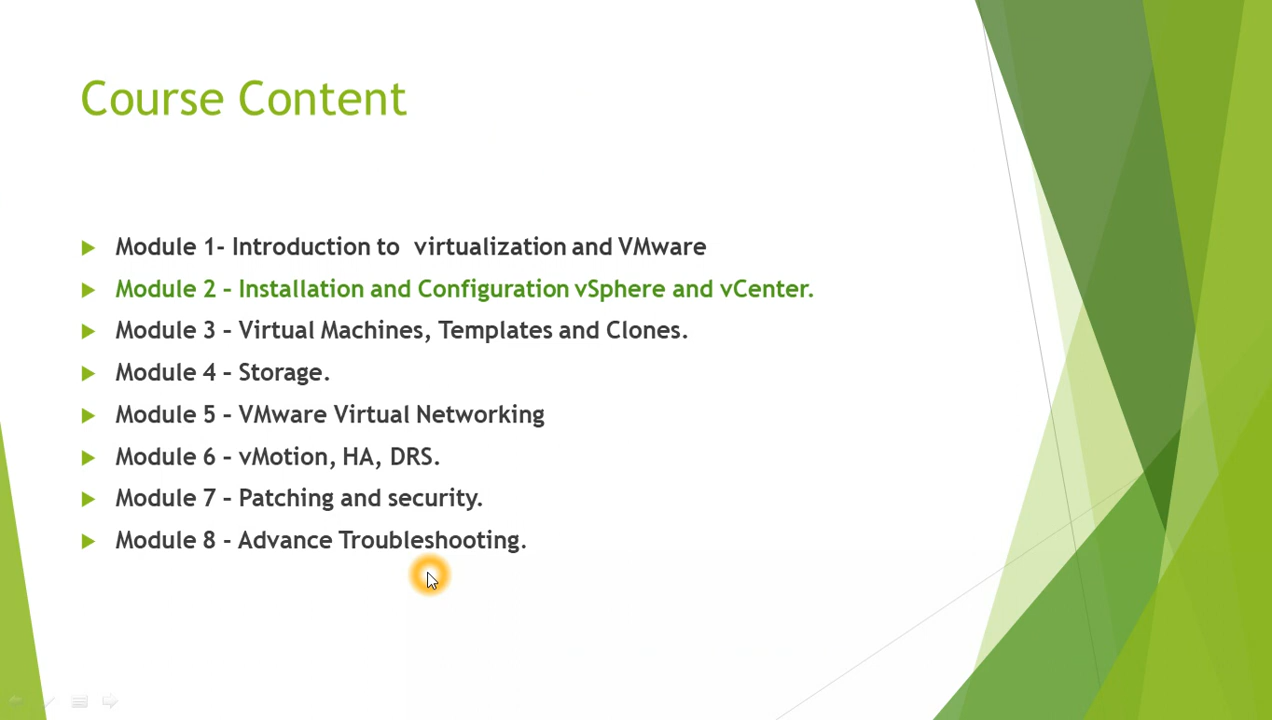 Course Content
Module 1- Introduction to  virtualization and VMware
Module 2 – Installation and Configuration vSphere and vCenter.
Module 3 – Virtual Machines, Templates and Clones.
Module 4 – Storage.
Module 5 – VMware Virtual Networking
Module 6 – vMotion, HA, DRS.
Module 7 – Patching and security.
Module 8 - Advance Troubleshooting.